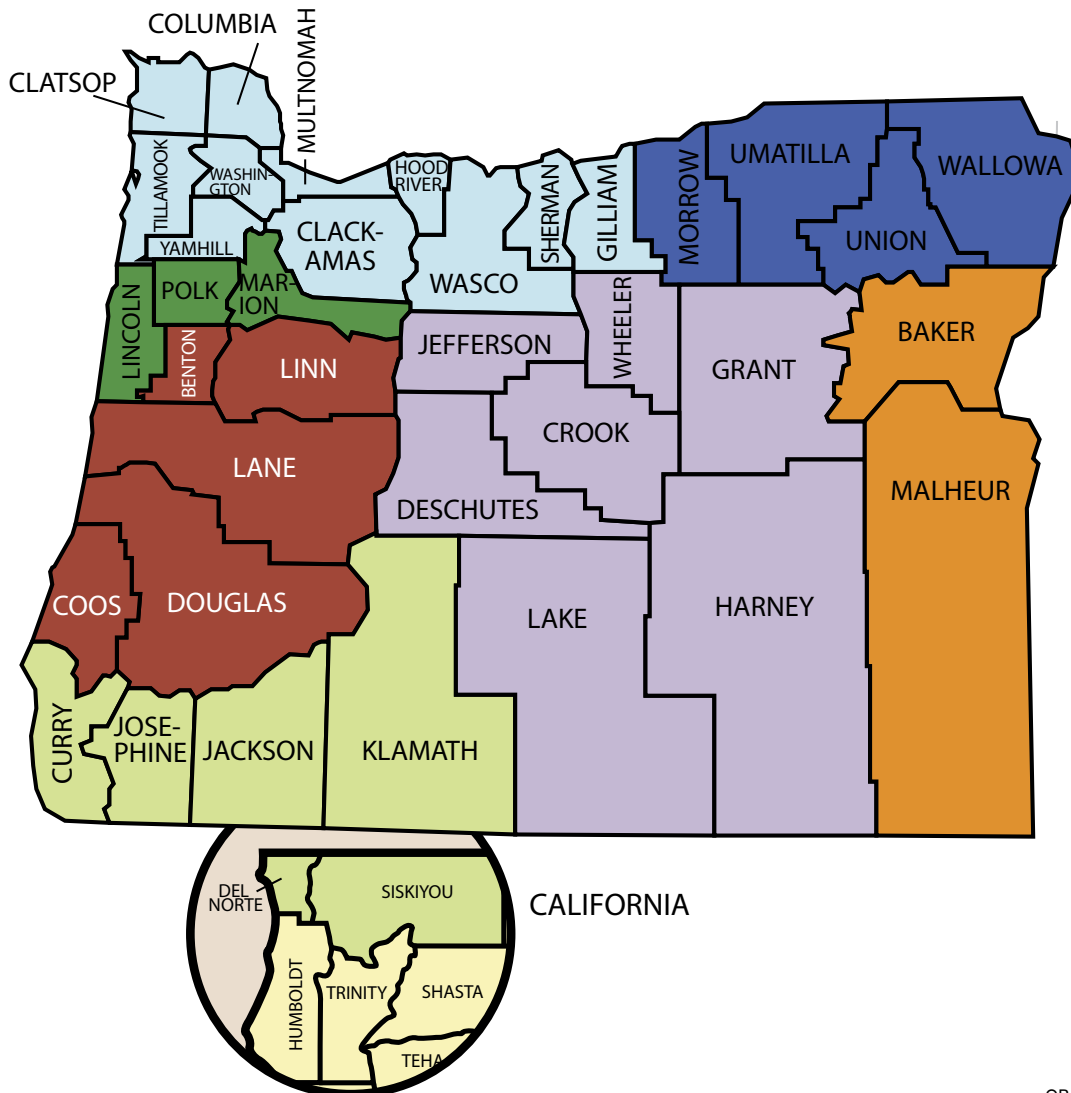 COLUMBIA
CLATSOP
MULTNOMAH
TILLAMOOK
WASHIN-
GTON
YAMHILL
HOOD
RIVER
CLACK-
AMAS
WASCO
SHERMAN
GILLIAM
MORROW
UMATILLA
WALLOWA
UNION
LINCOLN
POLK
MAR-
ION
BENTON
LINN
JEFFERSON
WHEELER
GRANT
BAKER
LANE
CROOK
DESCHUTES
MALHEUR
COOS
DOUGLAS
LAKE
HARNEY
CURRY
JOSE-
PHINE
JACKSON
KLAMATH
DEL
NORTE
SISKIYOU
CALIFORNIA
HUMBOLDT
TRINITY
SHASTA
TEHA